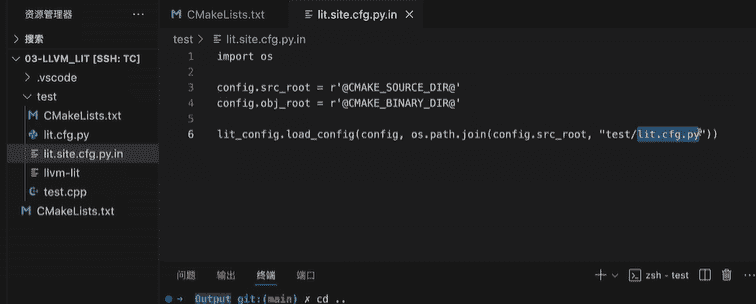 资源管理器
搜索
03-LLVM_LIT [SSH: TC]
.vscode
test
CMakeLists.txt
lit.cfg.py
lit.site.cfg.py.in
llvm-lit
test.cpp
CMakeLists.txt
CMakeLists.txt
lit.site.cfg.py.in
test > lit.site.cfg.py.in
1 import os
2
3 config.src_root = r'@CMAKE_SOURCE_DIR@'
4 config.obj_root = r'@CMAKE_BINARY_DIR@'
5
6 lit_config.load_config(config, os.path.join(config.src_root, "test/lit.cfg.py"))
问题 输出 终端 端口
zsh - test
Output git:(main) ✗ cd ..